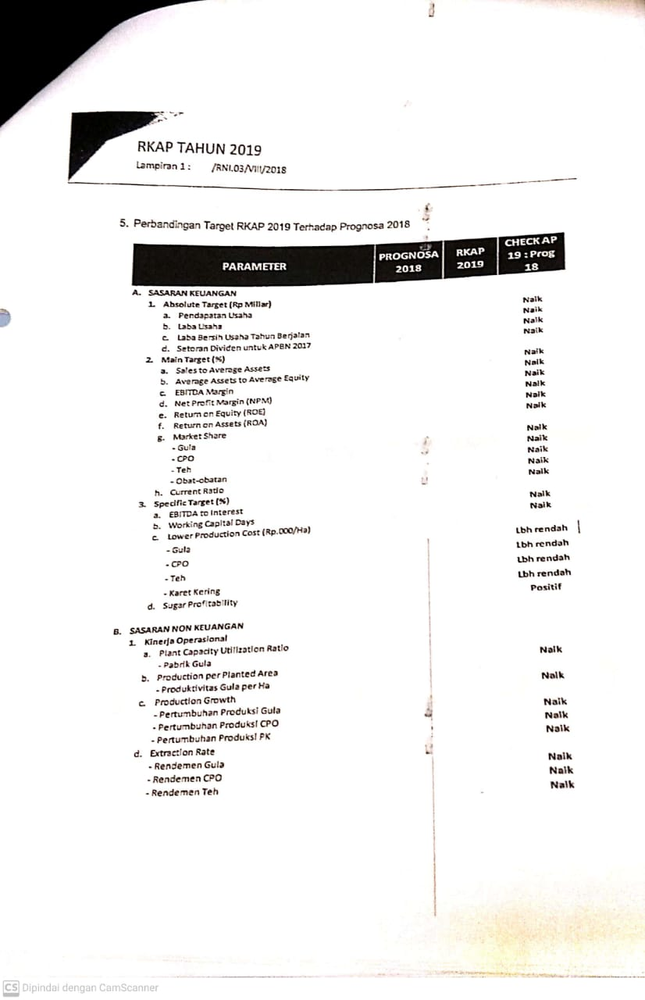 RKAP TAHUN 2019
Lampiran 1 : /RNI.03/VIII/2018
5. Perbandingan Target RKAP 2019 Terhadap Prognosa 2018
PARAMETER PROGNOSA 2018 RKAP 2019 CHECK AP 19 : Prog 18
A. SASARAN KEUANGAN
1. Absolute Target (Rp Miliar)
a. Pendapatan Usaha Naik
b. Laba Usaha Naik
c. Laba Bersih Usaha Tahun Berjalan Naik
d. Setoran Dividen untuk APBN 2017 Naik
2. Main Target (%)
a. Sales to Average Assets Naik
b. Average Assets to Average Equity Naik
c. EBITDA Margin Naik
d. Net Profit Margin (NPM) Naik
e. Return on Equity (ROE) Naik
f. Return on Assets (ROA) Naik
g. Market Share
- Gula Naik
- CPO Naik
- Teh Naik
- Obat-obatan Naik
h. Current Ratio Naik
3. Specific Target (%)
a. EBITDA to Interest Naik
b. Working Capital Days Naik
c. Lower Production Cost (Rp.000/Ha)
- Gula Lbh rendah
- CPO Lbh rendah
- Teh Lbh rendah
- Karet Kering Lbh rendah
d. Sugar Profitability Positif
B. SASARAN NON KEUANGAN
1. Kinerja Operasional
a. Plant Capacity Utilization Ratio
- Pabrik Gula Naik
b. Production per Planted Area
- Produktivitas Gula per Ha Naik
c. Production Growth
- Pertumbuhan Produksi Gula Naik
- Pertumbuhan Produksi CPO Naik
- Pertumbuhan Produksi PK Naik
d. Extraction Rate
- Rendemen Gula Naik
- Rendemen CPO Naik
- Rendemen Teh Naik
CS Dipindai dengan CamScanner